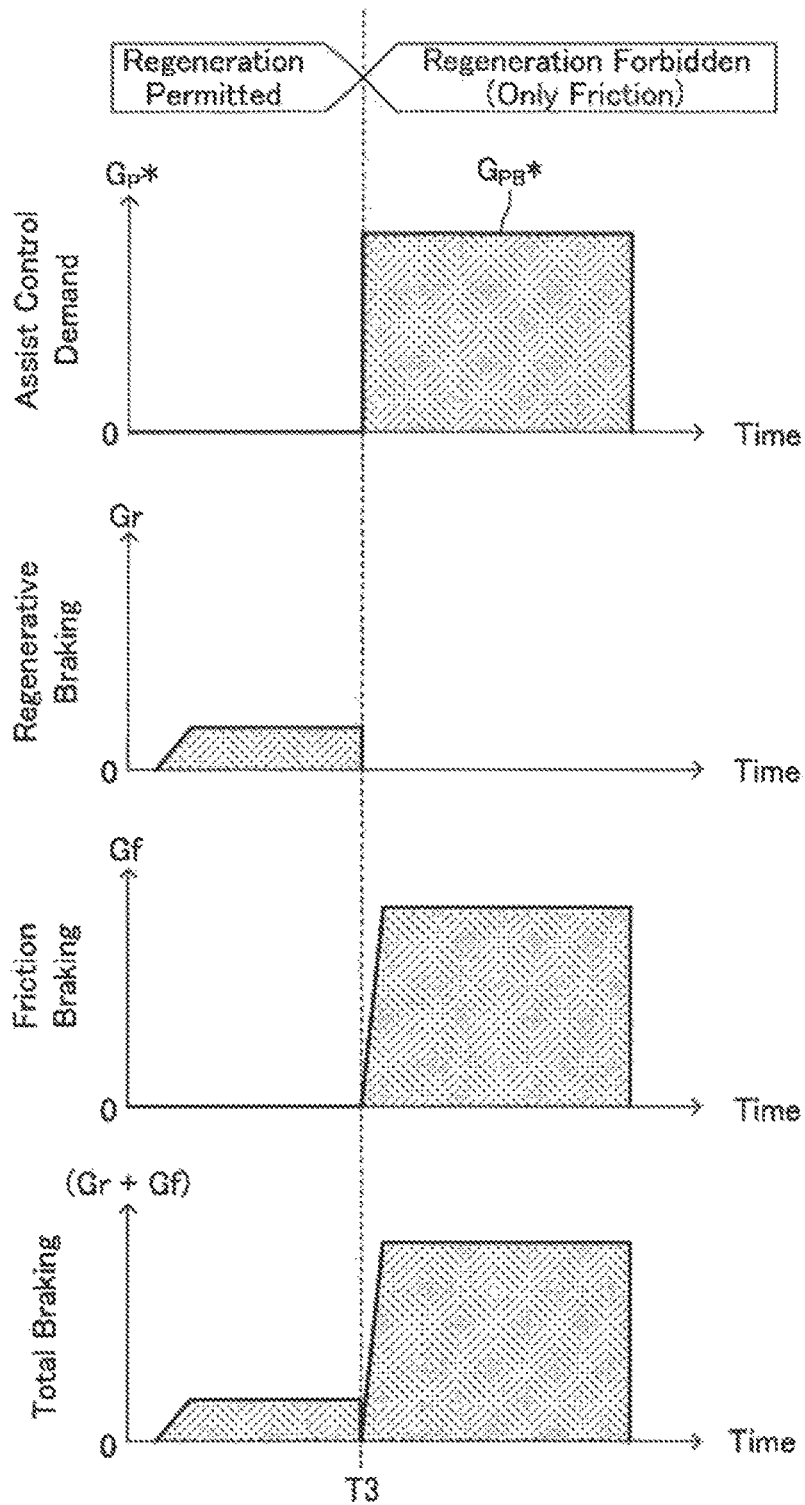 Regeneration
Permitted
Regeneration Forbidden
(Only Friction)
Assist Control
Demand
GP*
GPB*
0
Time
Regenerative
Braking
Gr
0
Time
Friction
Braking
Gf
0
Time
Total Braking
(Gr + Gf)
0
Time
T3